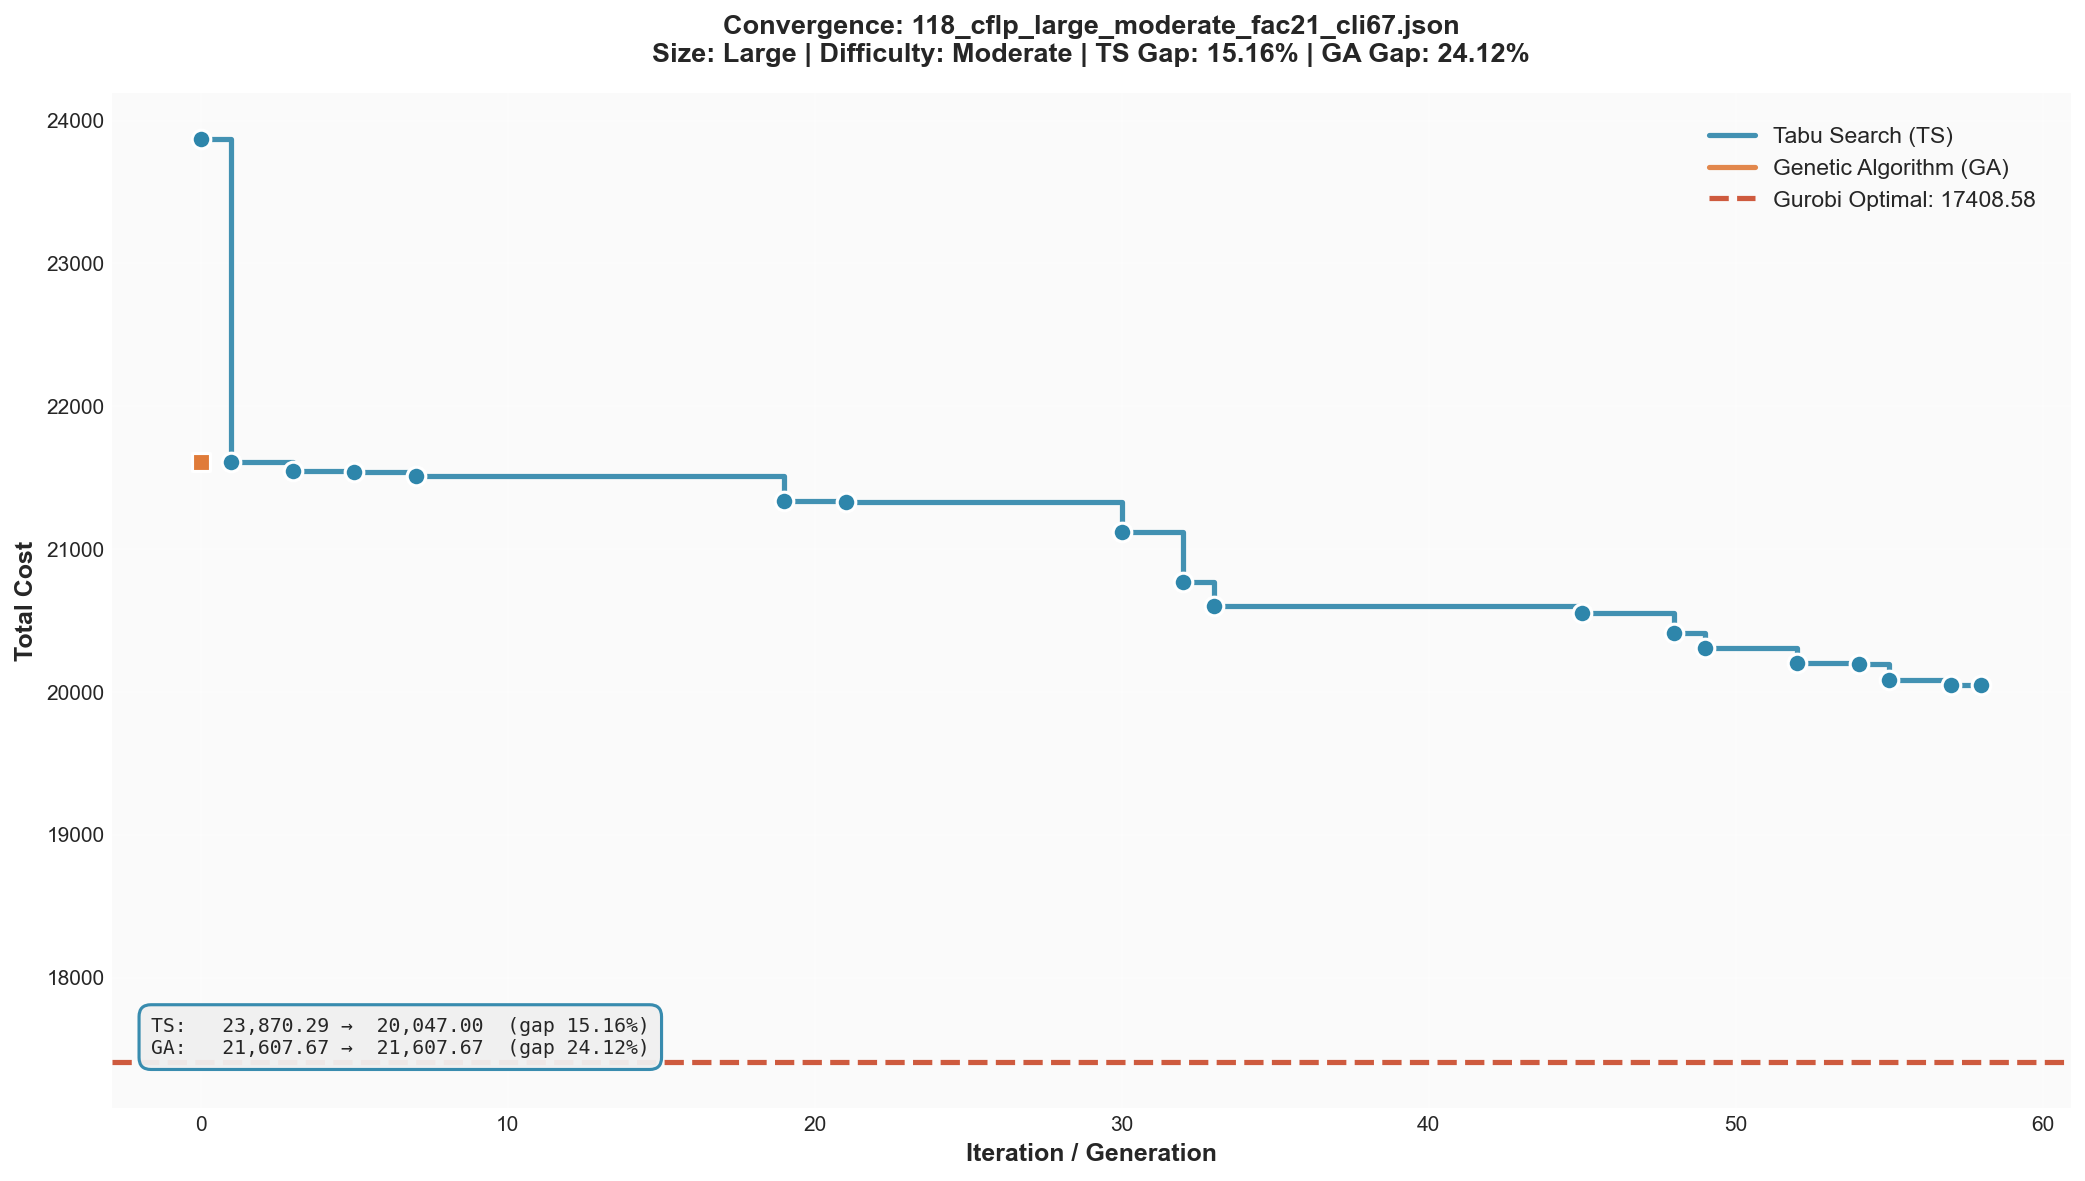 Convergence: 118_cflp_large_moderate_fac21_cli67.json
Size: Large | Difficulty: Moderate | TS Gap: 15.16% | GA Gap: 24.12%
Tabu Search (TS)
Genetic Algorithm (GA)
Gurobi Optimal: 17408.58
Total Cost
24000
23000
22000
21000
20000
19000
18000
TS: 23,870.29 → 20,047.00 (gap 15.16%)
GA: 21,607.67 → 21,607.67 (gap 24.12%)
0 10 20 30 40 50 60
Iteration / Generation